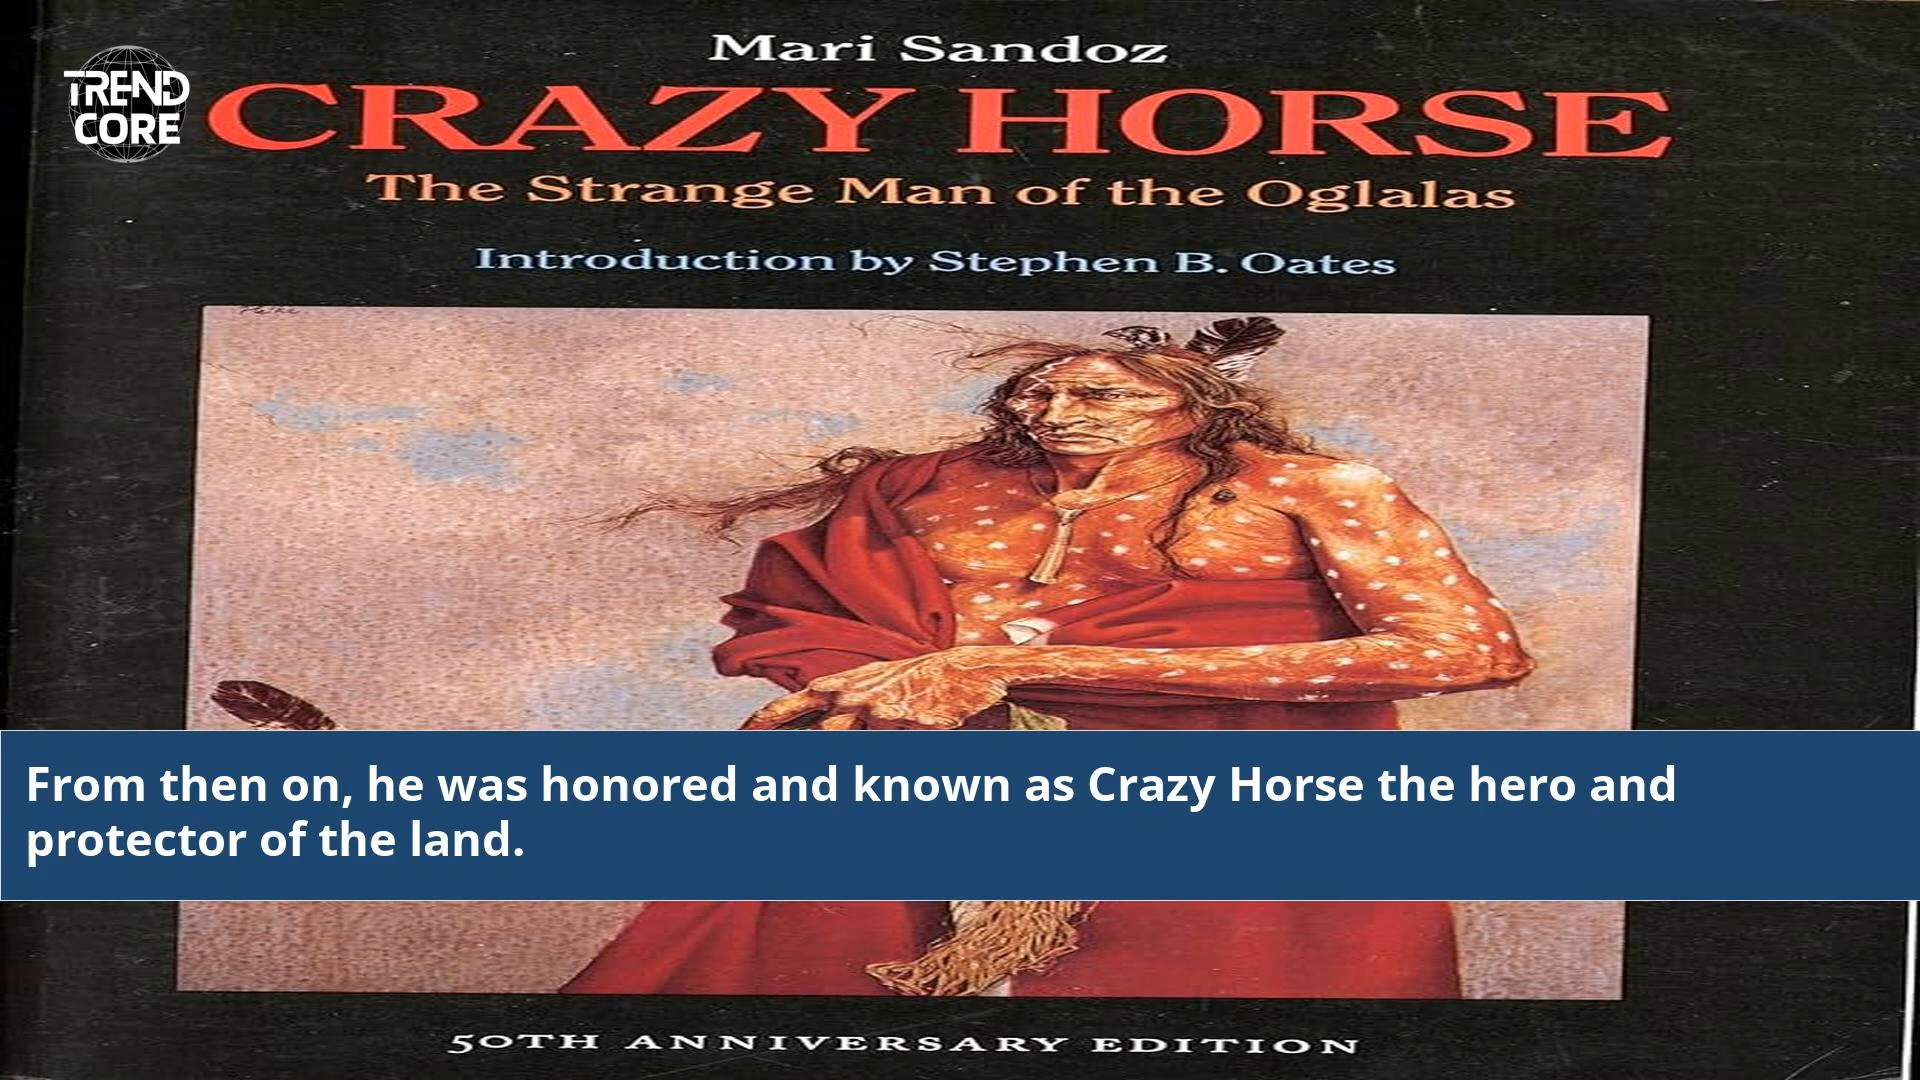 Mari Sandoz
TREND
CORE
CRAZY HORSE
The Strange Man of the Oglalas
Introduction by Stephen B. Oates
From then on, he was honored and known as Crazy Horse the hero and
protector of the land.
50TH ANNIVERSARY EDITION